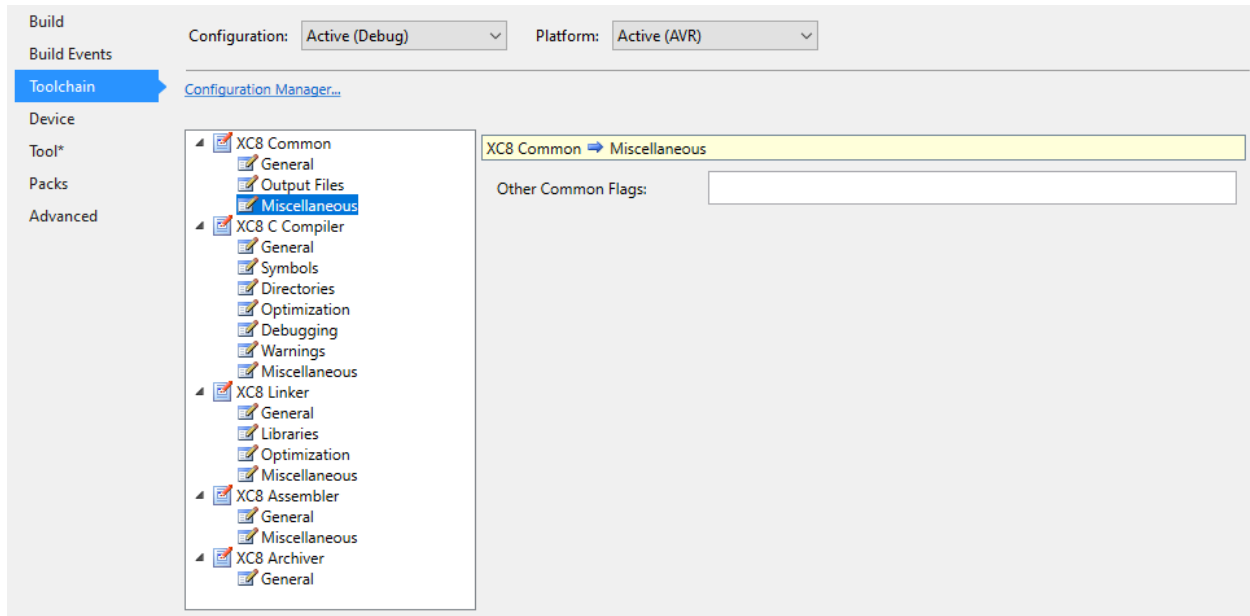 Build
Build Events
Toolchain
Device
Tool*
Packs
Advanced
Configuration: Active (Debug) Platform: Active (AVR)
Configuration Manager...
XC8 Common
General
Output Files
Miscellaneous
XC8 C Compiler
General
Symbols
Directories
Optimization
Debugging
Warnings
Miscellaneous
XC8 Linker
General
Libraries
Optimization
Miscellaneous
XC8 Assembler
General
Miscellaneous
XC8 Archiver
General
XC8 Common ➡ Miscellaneous
Other Common Flags: